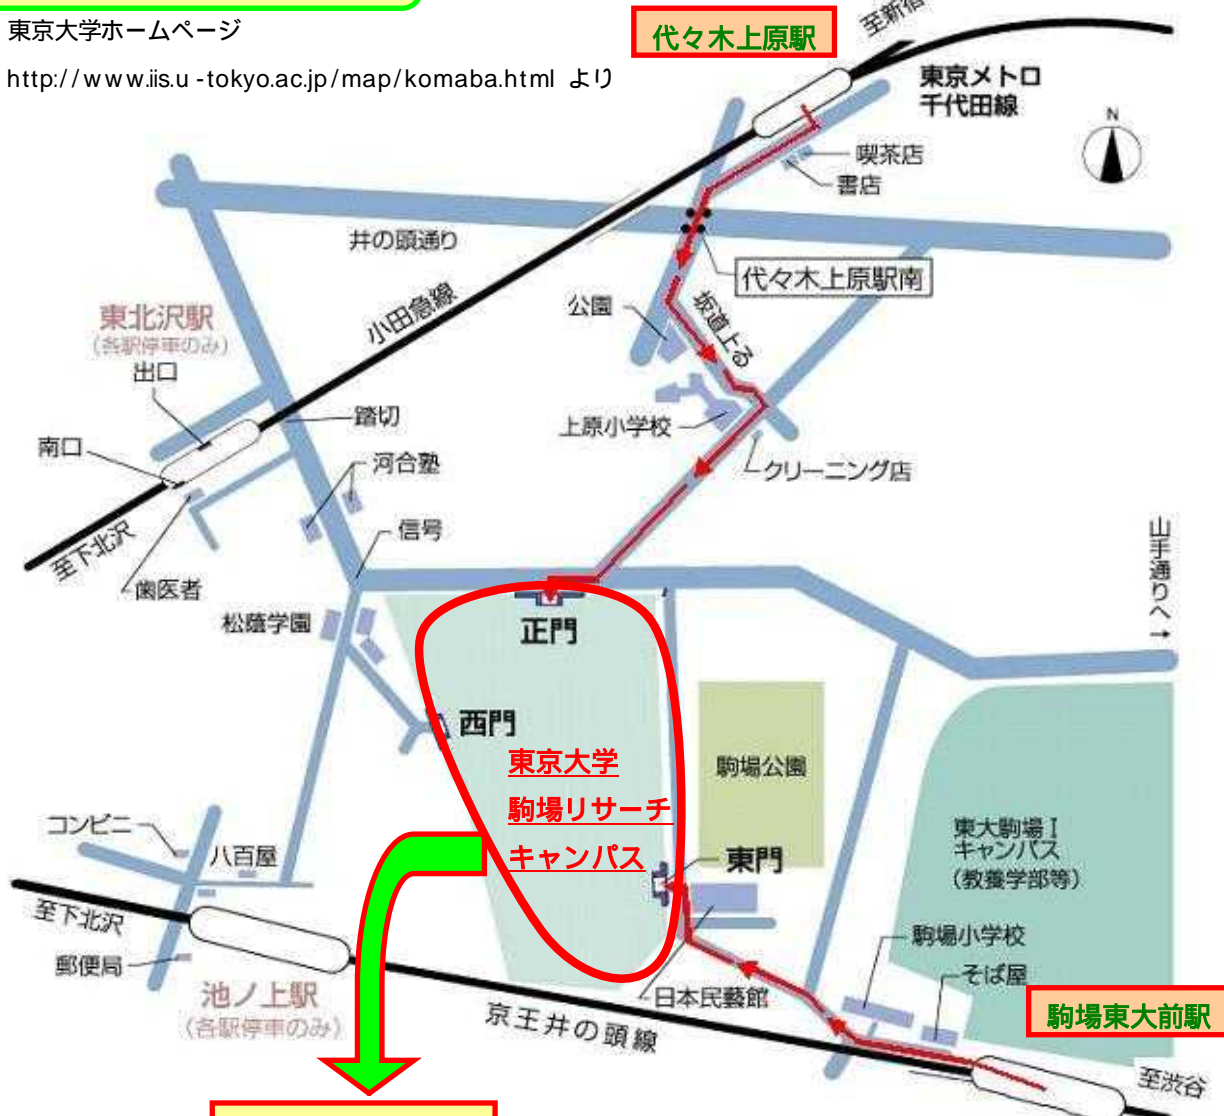 東京大学ホームページ
http://www.iis.u -tokyo.ac.jp/map/komaba.html より
代々木上原駅
至新宿
東京メトロ
千代田線
N
喫茶店
書店
井の頭通り
代々木上原駅南
小田急線
公園
坂道上る
東北沢駅
(各駅停車のみ)
出口
踏切
上原小学校
南口
河合塾
クリーニング店
信号
至下北沢
歯医者
山手通りへ→
松蔭学園
正門
西門
東京大学
駒場リサーチ
キャンパス
駒場公園
東大駒場Ⅰ
キャンパス
(教養学部等)
コンビニ
八百屋
東門
至下北沢
駒場小学校
郵便局
そば屋
池ノ上駅
(各駅停車のみ)
日本民藝館
京王井の頭線
駒場東大前駅
至渋谷